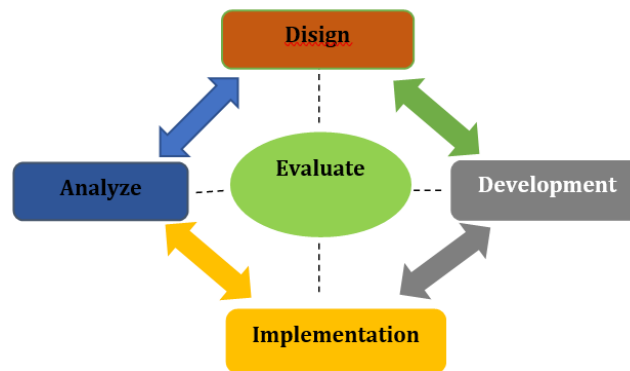 Disign
Evaluate
Analyze
Development
Implementation